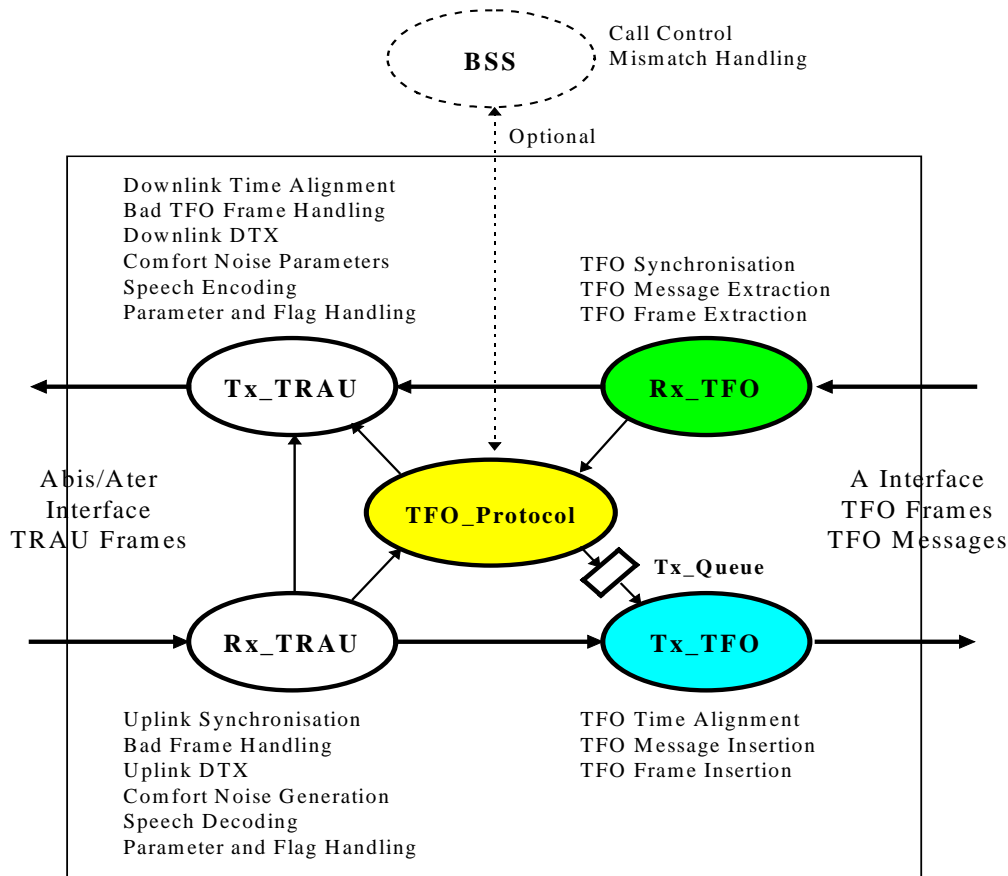 BSS
Call Control
Mismatch Handling
Optional
Downlink Time Alignment
Bad TFO Frame Handling
Downlink DTX
Comfort Noise Parameters
Speech Encoding
Parameter and Flag Handling
TFO Synchronisation
TFO Message Extraction
TFO Frame Extraction
Tx_TRAU
Rx_TFO
Abis/Ater
Interface
TRAU Frames
TFO_Protocol
A Interface
TFO Frames
TFO Messages
Tx_Queue
Rx_TRAU
Tx_TFO
Uplink Synchronisation
Bad Frame Handling
Uplink DTX
Comfort Noise Generation
Speech Decoding
Parameter and Flag Handling
TFO Time Alignment
TFO Message Insertion
TFO Frame Insertion